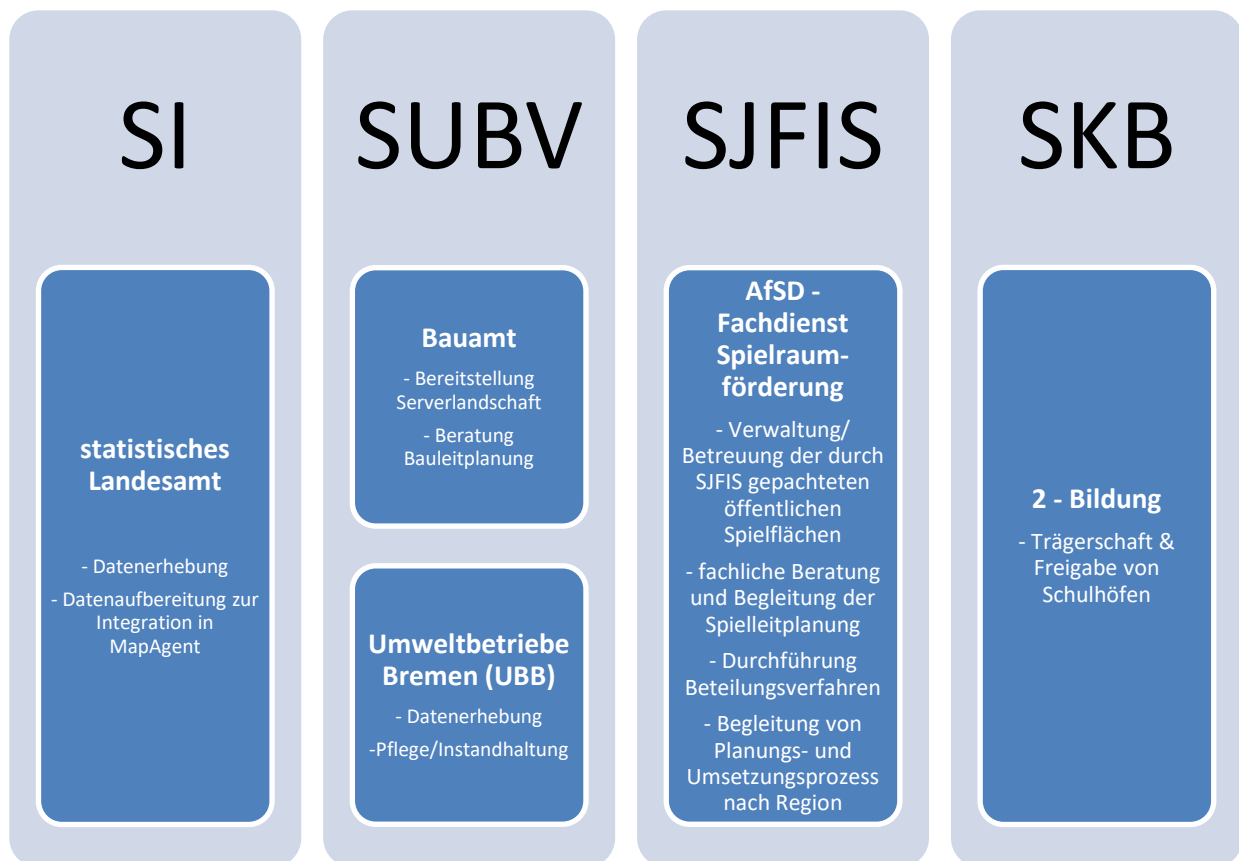 SI
statistisches
Landesamt
- Datenerhebung
- Datenaufbereitung zur
Integration in
MapAgent
SUBV
Bauamt
- Bereitstellung
Serverlandschaft
- Beratung
Bauleitplanung
Umweltbetriebe
Bremen (UBB)
- Datenerhebung
-Pflege/Instandhaltung
SJFIS
AfSD -
Fachdienst
Spielraum-
förderung
- Verwaltung/
Betreuung der durch
SJFIS gepachteten
öffentlichen
Spielflächen
- fachliche Beratung
und Begleitung der
Spielleitplanung
- Durchführung
Beteilungsverfahren
- Begleitung von
Planungs- und
Umsetzungsprozess
nach Region
SKB
2 - Bildung
- Trägerschaft &
Freigabe von
Schulhöfen